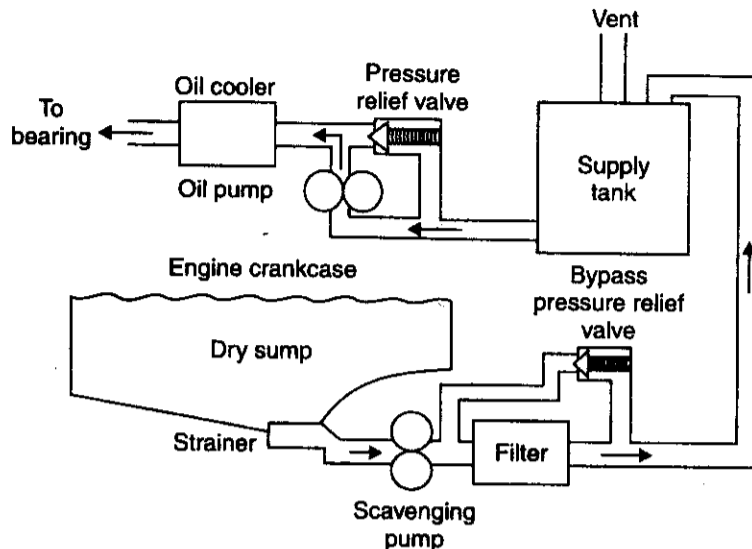 Vent
Oil cooler
Pressure
relief valve
To
bearing
Oil pump
Supply
tank
Engine crankcase
Bypass
pressure relief
valve
Dry sump
Strainer
Filter
Scavenging
pump